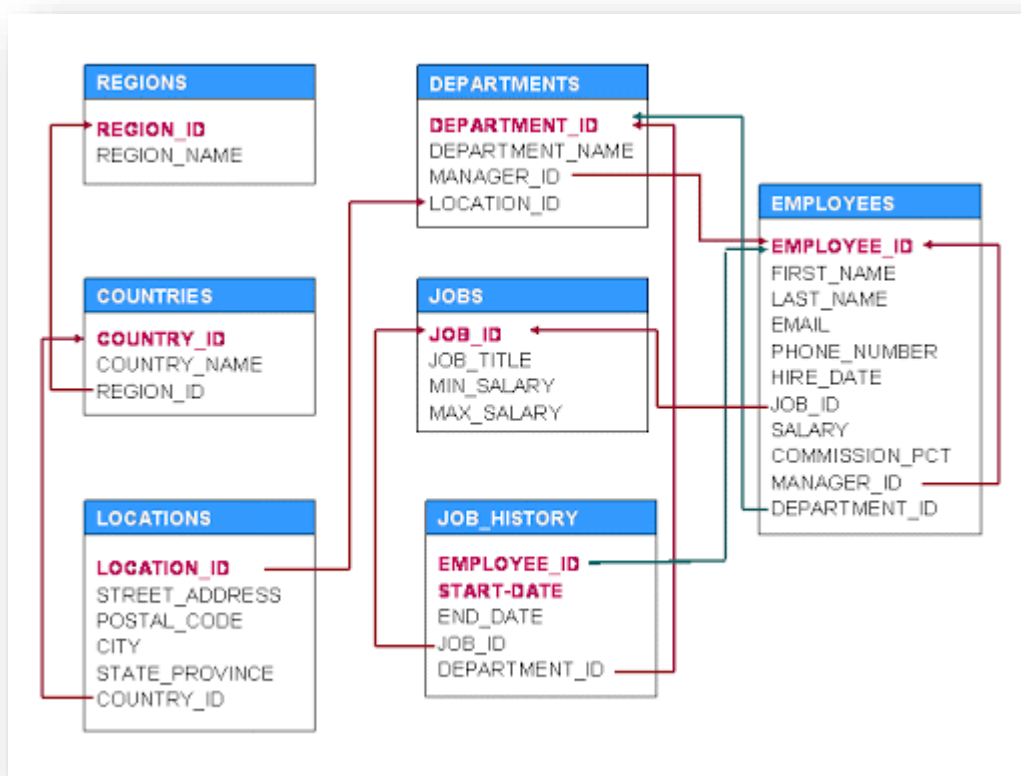 REGIONS
REGION_ID
REGION_NAME
DEPARTMENTS
DEPARTMENT_ID
DEPARTMENT_NAME
MANAGER_ID
LOCATION_ID
EMPLOYEES
EMPLOYEE_ID
FIRST_NAME
LAST_NAME
EMAIL
PHONE_NUMBER
HIRE_DATE
JOB_ID
SALARY
COMMISSION_PCT
MANAGER_ID
DEPARTMENT_ID
COUNTRIES
COUNTRY_ID
COUNTRY_NAME
REGION_ID
JOBS
JOB_ID
JOB_TITLE
MIN_SALARY
MAX_SALARY
LOCATIONS
LOCATION_ID
STREET_ADDRESS
POSTAL_CODE
CITY
STATE_PROVINCE
COUNTRY_ID
JOB_HISTORY
EMPLOYEE_ID
START-DATE
END_DATE
JOB_ID
DEPARTMENT_ID